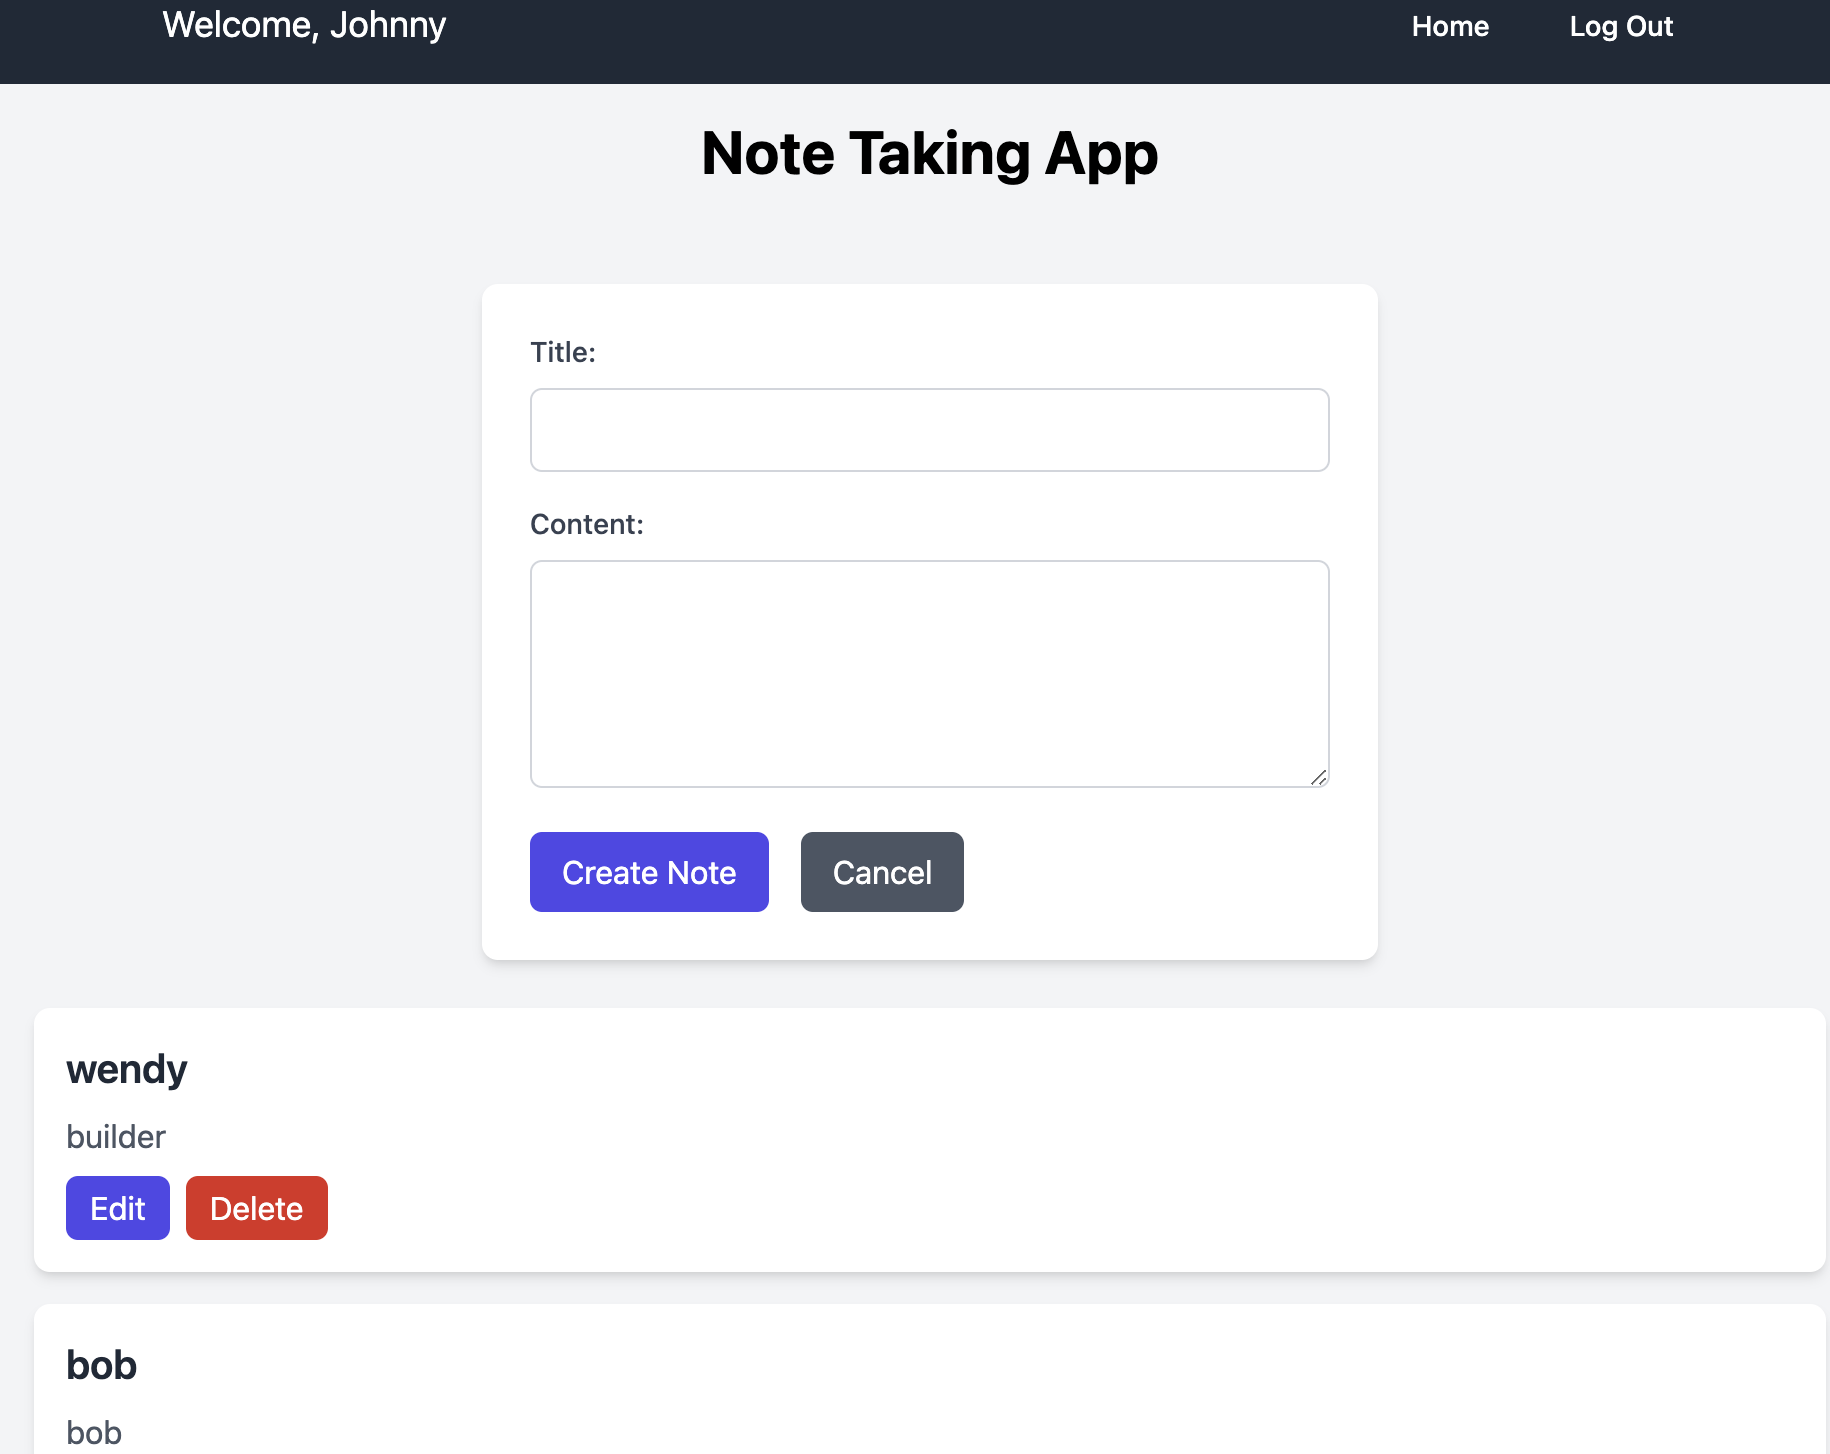 Welcome, Johnny
Home
Log Out
Note Taking App
Title:
Content:
Create Note
Cancel
wendy
builder
Edit
Delete
bob
bob